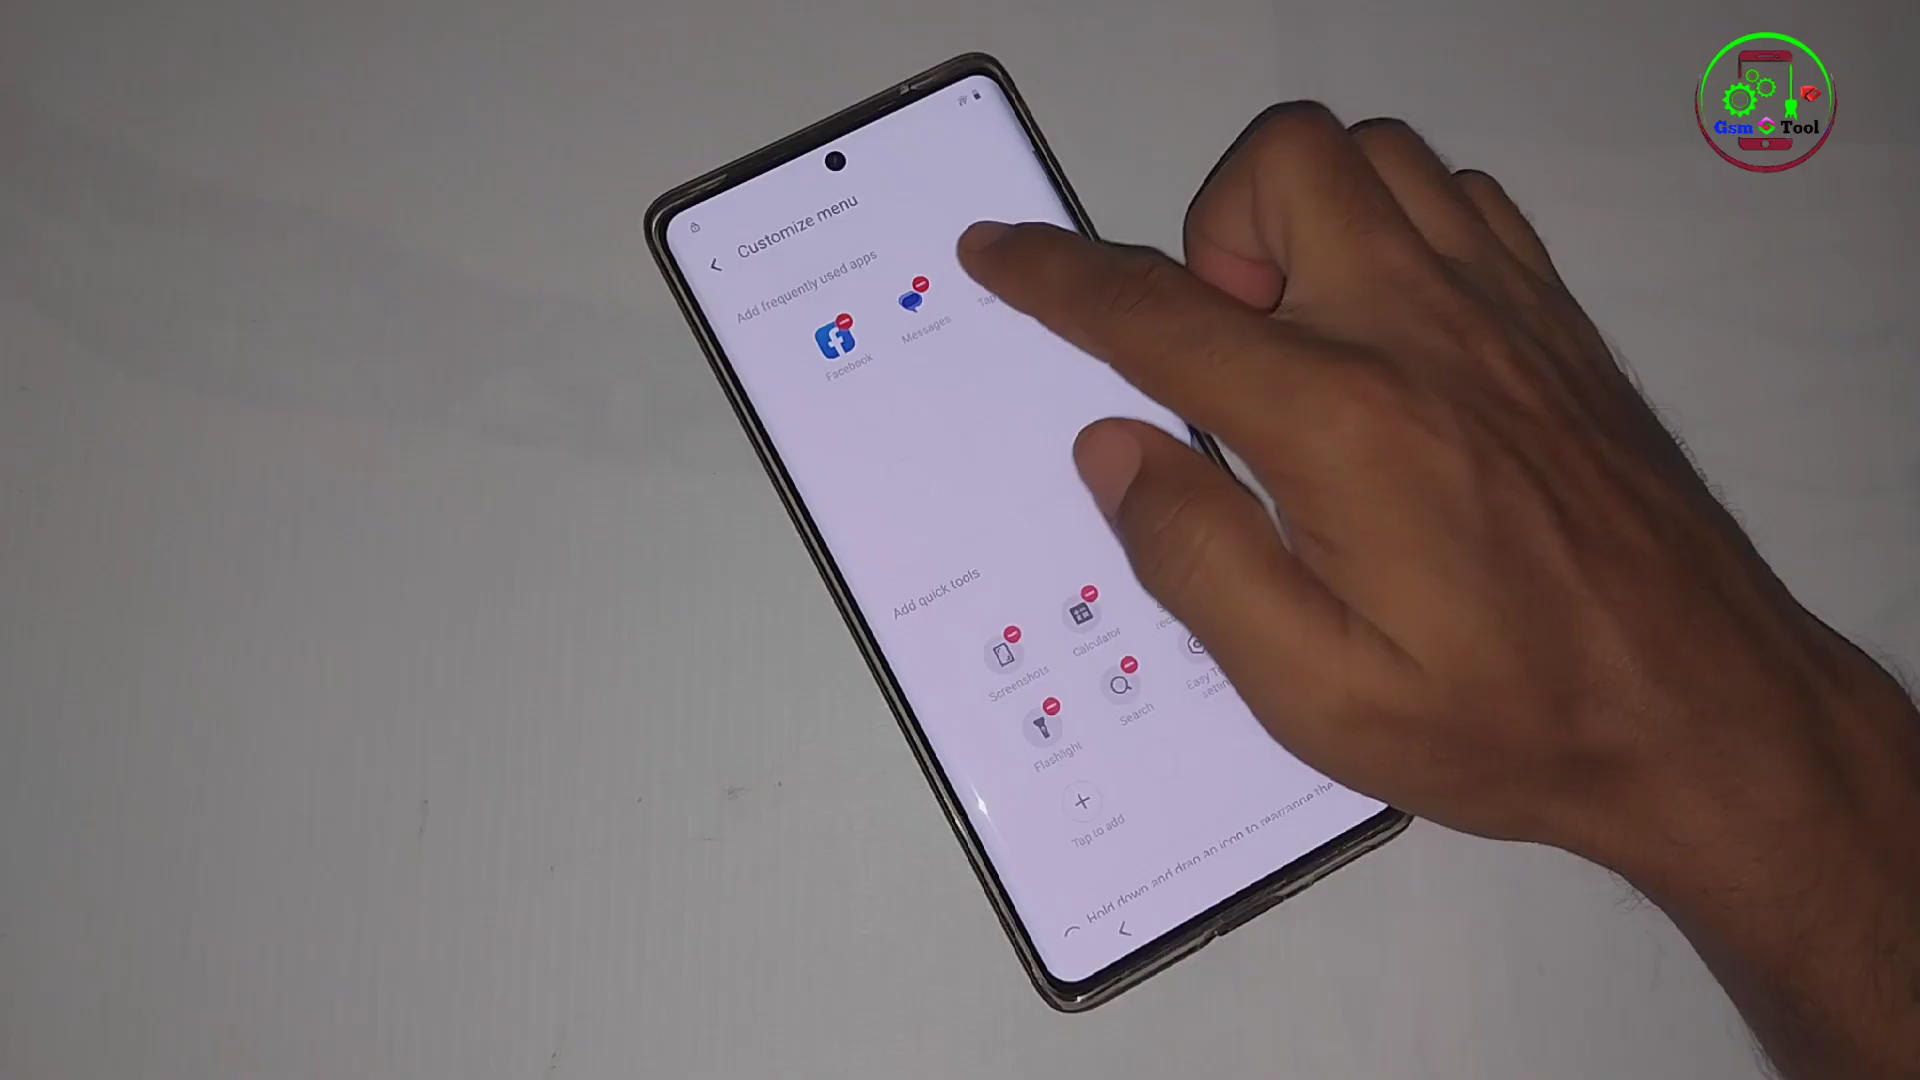 Gsm Tool
Customize menu
Add frequently used apps
Facebook
Messages
Add quick tools
Screenshots
Calculator
Flashlight
Search
Easy
Tap to add
Hold down and drag an icon to rearrange the